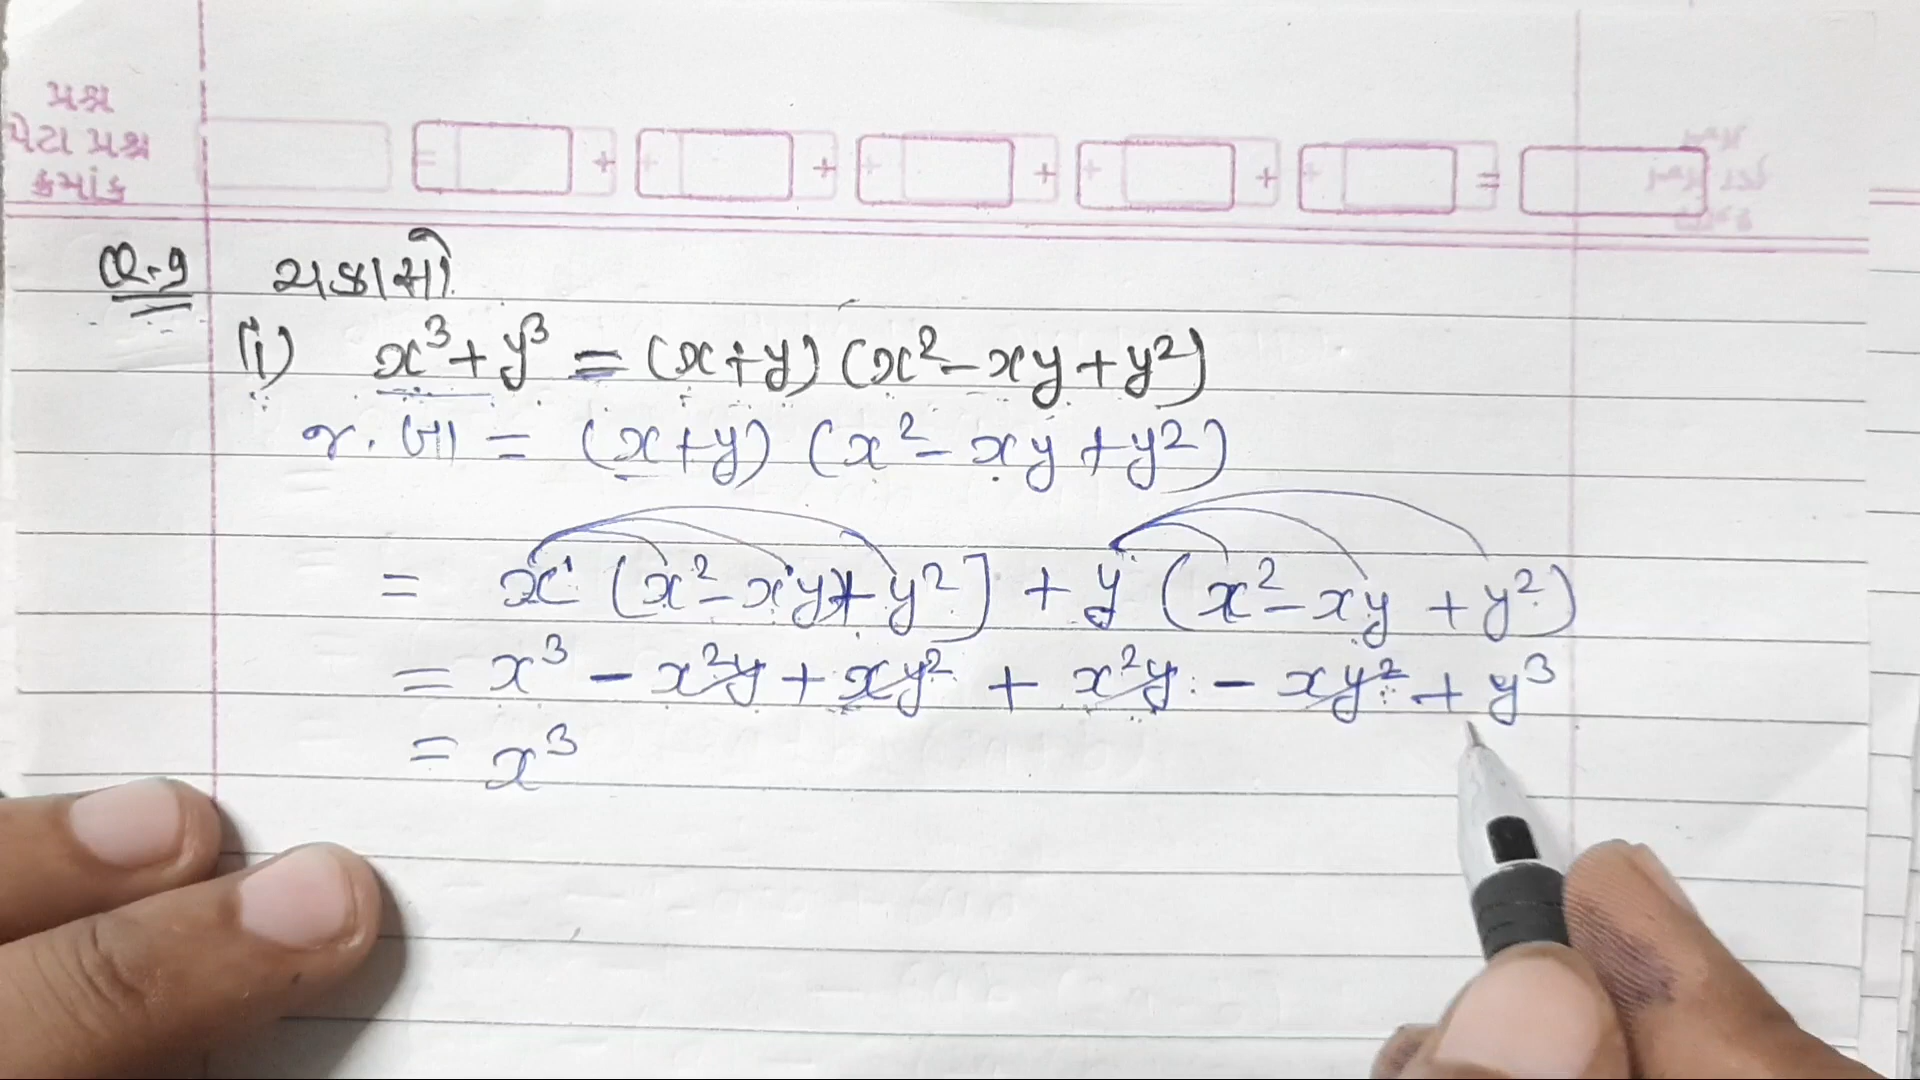 પ્રશ્ન
પેટા પ્રશ્ન
ક્રમાંક
= + + + + =
Q-9 ચકાસો
(i) x³+y³ = (x+y) (x²-xy+y²)
જ.બા = (x+y) (x²-xy+y²)
= x (x²-xy+y²) + y (x²-xy+y²)
= x³ - x²y + xy² + x²y - xy² + y³
= x³